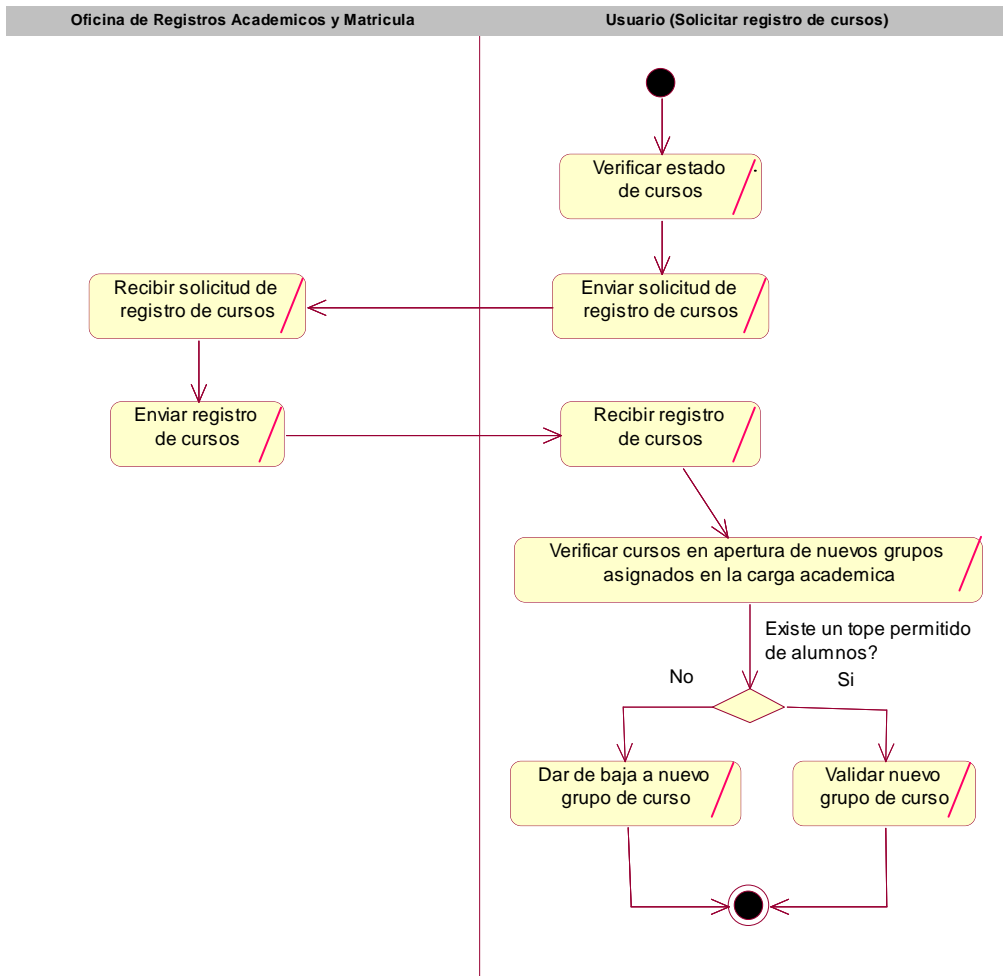 Oficina de Registros Academicos y Matricula
Usuario (Solicitar registro de cursos)
Verificar estado
de cursos
Recibir solicitud de
registro de cursos
Enviar solicitud de
registro de cursos
Enviar registro
de cursos
Recibir registro
de cursos
Verificar cursos en apertura de nuevos grupos
asignados en la carga academica
Existe un tope permitido
de alumnos?
No
Si
Dar de baja a nuevo
grupo de curso
Validar nuevo
grupo de curso